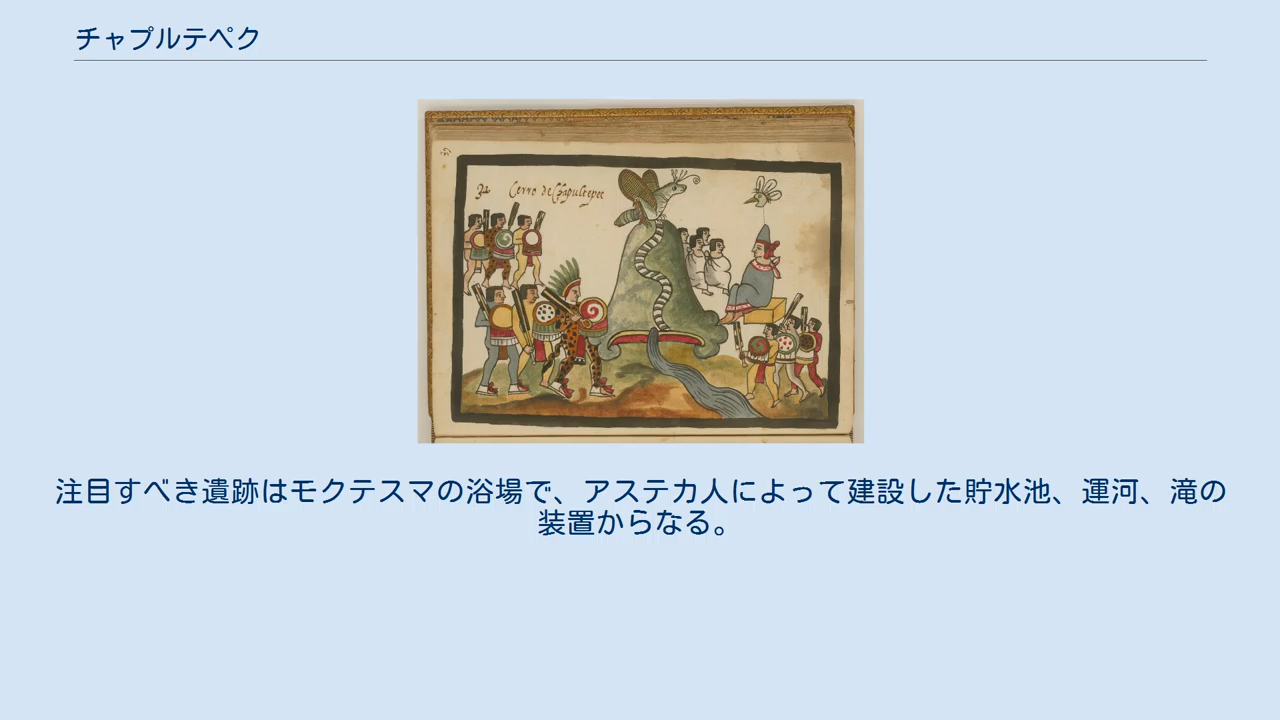 チャプルテペク
Cerro de Chapultepec
注目すべき遺跡はモクテスマの浴場で、アステカ人によって建設した貯水池、運河、滝の
装置からなる。